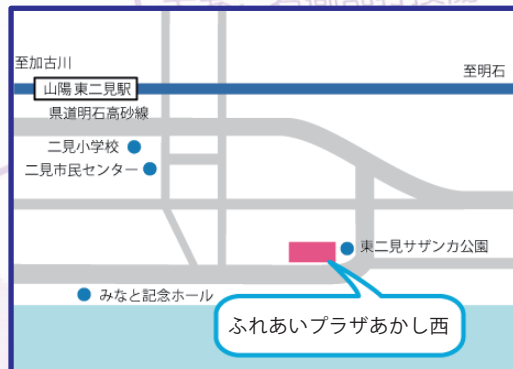 至加古川
至明石
山陽 東二見駅
県道明石高砂線
二見小学校
二見市民センター
東二見サザンカ公園
みなと記念ホール
ふれあいプラザあかし西